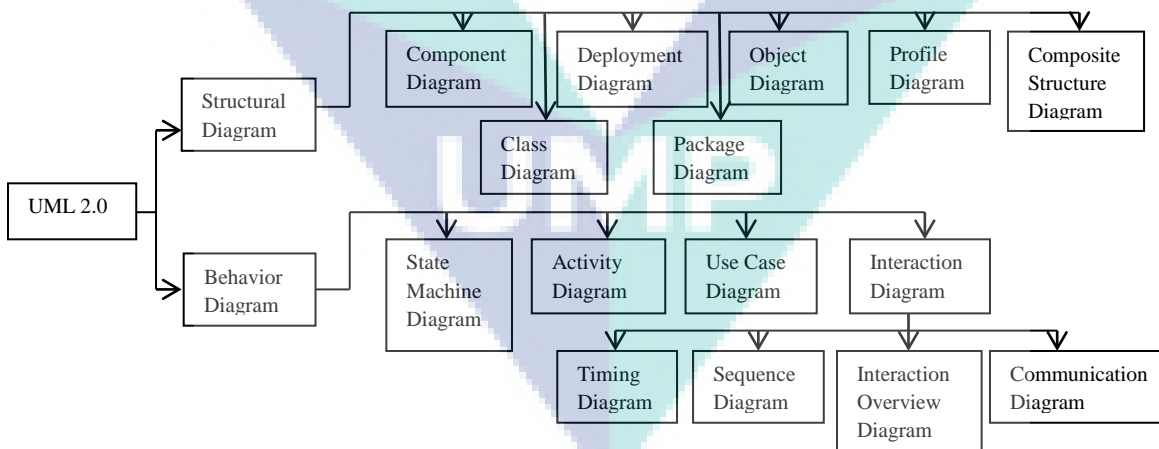 Component
Diagram
Deployment
Diagram
Object
Diagram
Profile
Diagram
Composite
Structure
Diagram
Structural
Diagram
Class
Diagram
Package
Diagram
UMP
UML 2.0
Behavior
Diagram
State
Machine
Diagram
Activity
Diagram
Use Case
Diagram
Interaction
Diagram
Timing
Diagram
Sequence
Diagram
Interaction
Overview
Diagram
Communication
Diagram